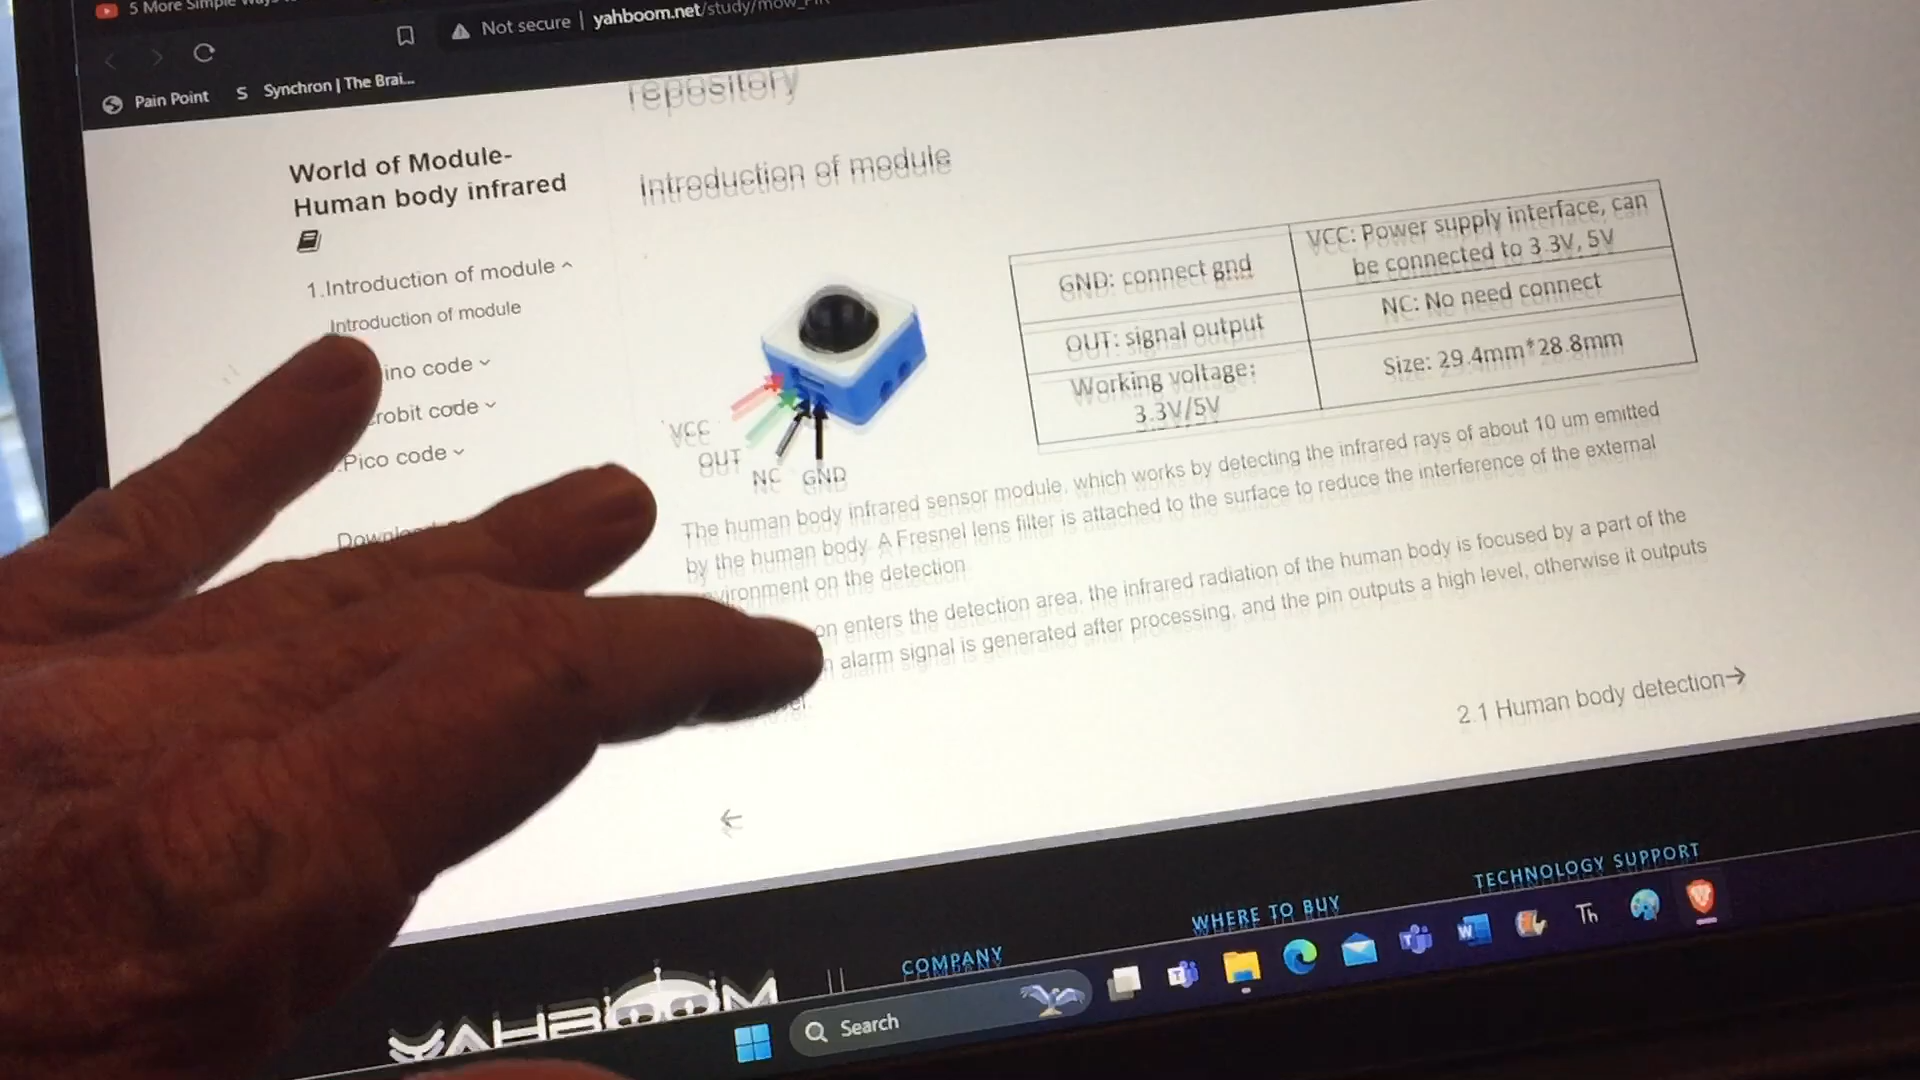 5 More Simple Ways
Not secure | yahboom.net/study/mow_PIR
Pain Point
S Synchron | The Brai...
repository
World of Module-
Human body infrared
1.Introduction of module
Introduction of module
ino code
robit code
Pico code
Introduction of module
VCC
OUT
NC
GND
GND: connect gnd
VCC: Power supply interface, can
be connected to 3.3V, 5V
OUT: signal output
NC: No need connect
Working voltage:
3.3V/5V
Size: 29.4mm*28.8mm
The human body infrared sensor module, which works by detecting the infrared rays of about 10 um emitted
by the human body. A Fresnel lens filter is attached to the surface to reduce the interference of the external
vironment on the detection
on enters the detection area, the infrared radiation of the human body is focused by a part of the
alarm signal is generated after processing, and the pin outputs a high level, otherwise it outputs
2.1 Human body detection→
YAHBOOM
COMPANY
WHERE TO BUY
TECHNOLOGY SUPPORT
Search
Th